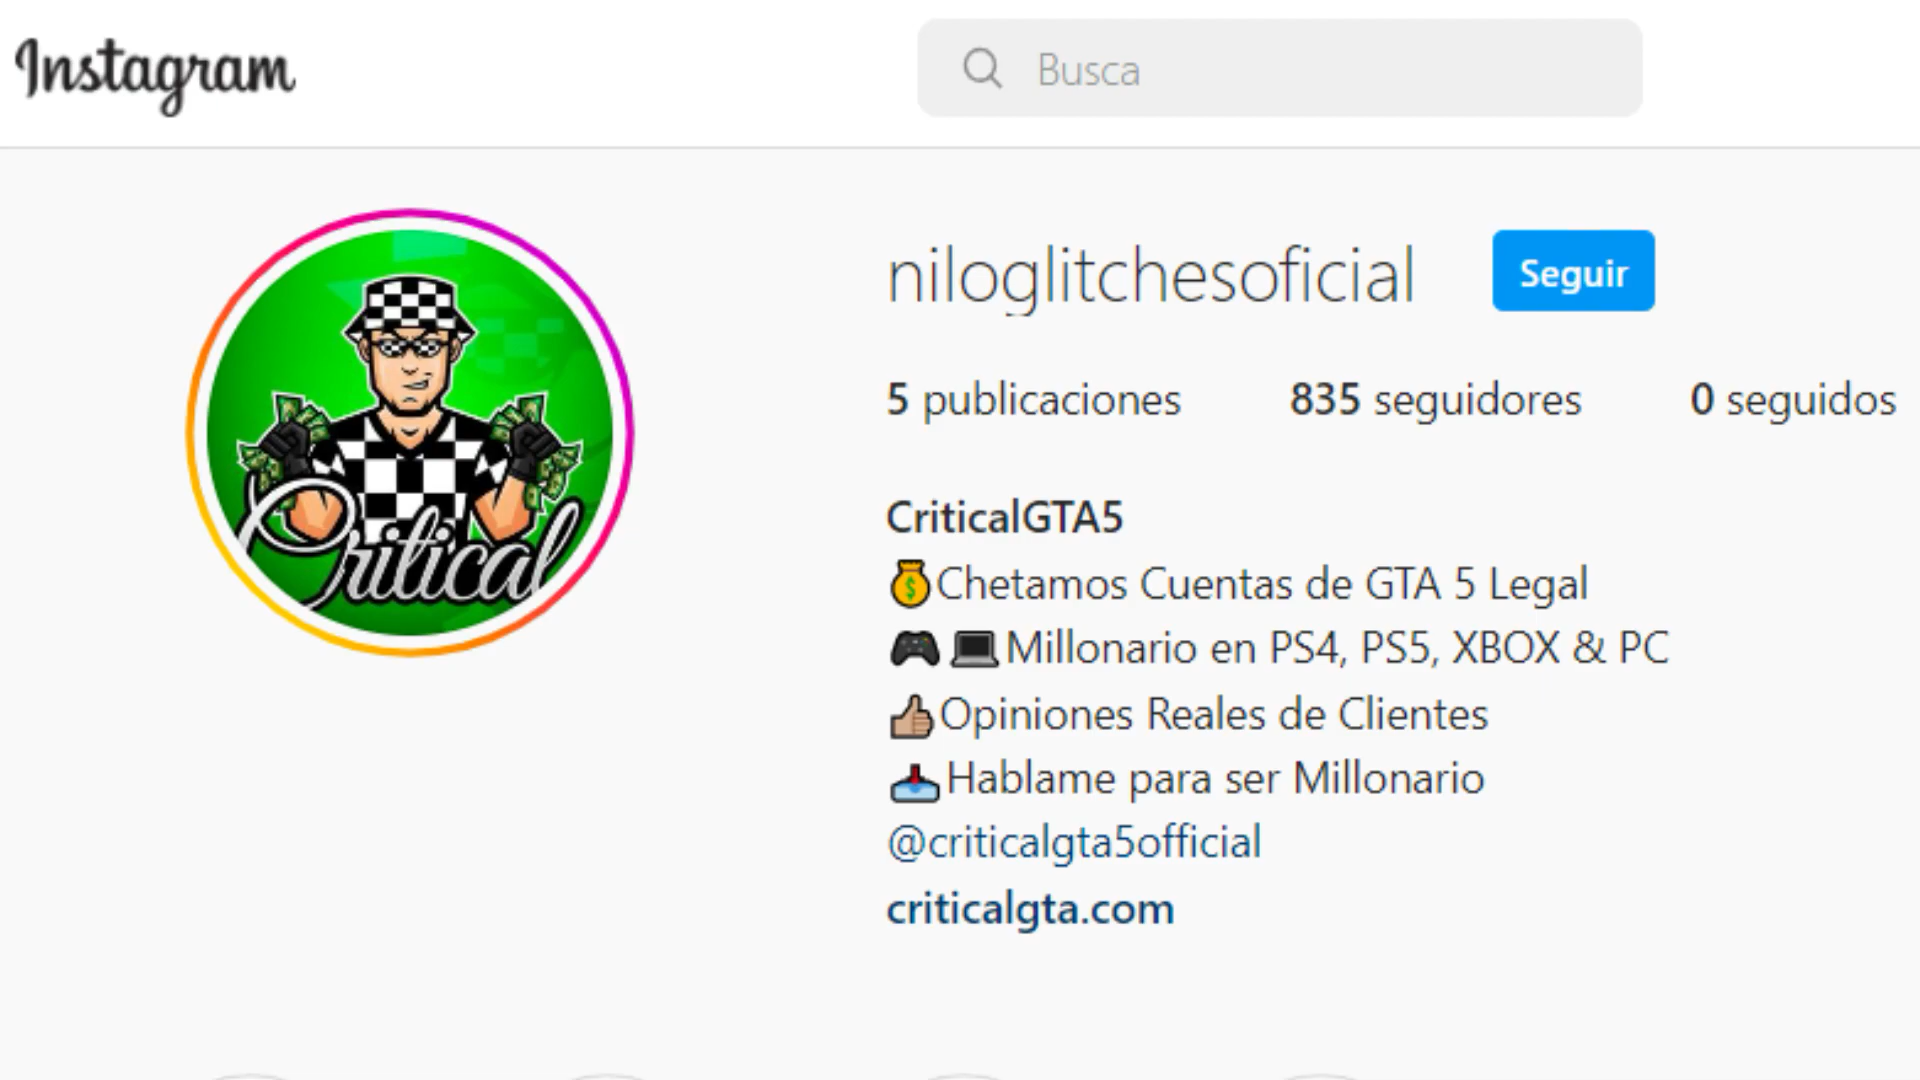 Instagram
Busca
niloglitchesoficial
Seguir
5 publicaciones 835 seguidores 0 seguidos
Critical
CriticalGTA5
💰Chetamos Cuentas de GTA 5 Legal
🎮💻Millonario en PS4, PS5, XBOX & PC
👍🏽Opiniones Reales de Clientes
📥Hablame para ser Millonario
@criticalgta5official
criticalgta.com